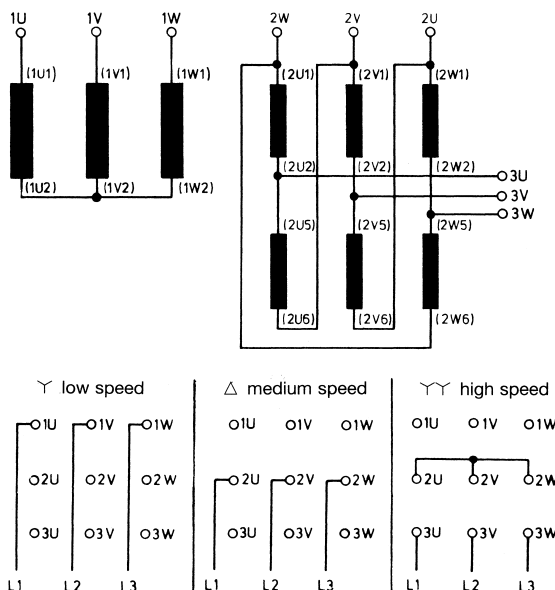 1U 1V 1W 2W 2V 2U
(1U1) (1V1) (1W1) (2U1) (2V1) (2W1)
(1U2) (1V2) (1W2) (2U2) (2V2) (2W2)
3U
3V
3W
(2U5) (2V5) (2W5)
(2U6) (2V6) (2W6)
Y low speed
1U 1V 1W
2U 2V 2W
3U 3V 3W
L1 L2 L3
Δ medium speed
1U 1V 1W
2U 2V 2W
3U 3V 3W
L1 L2 L3
YY high speed
1U 1V 1W
2U 2V 2W
3U 3V 3W
L1 L2 L3